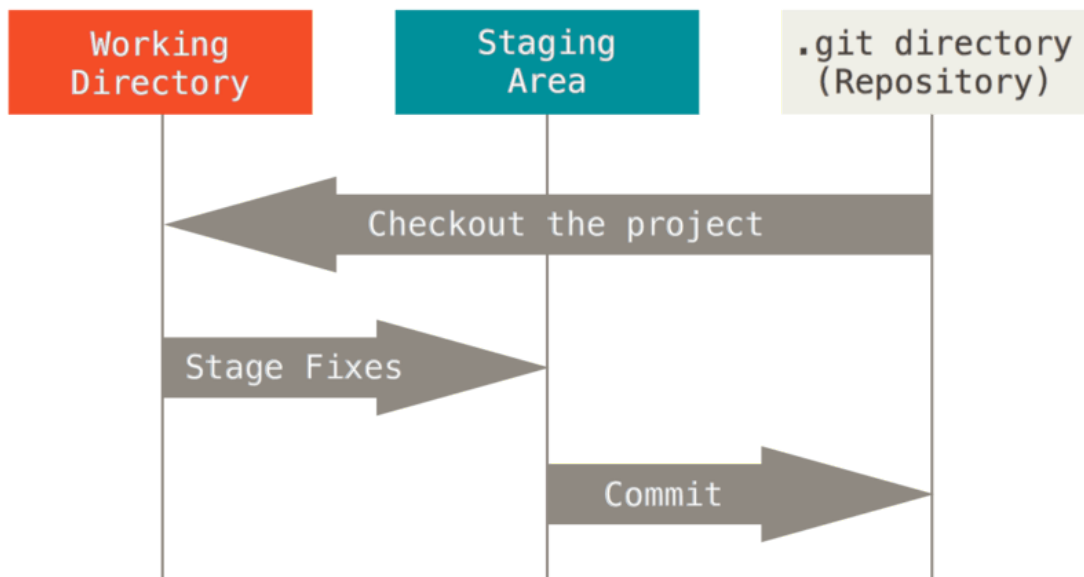 Working
Directory
Staging
Area
.git directory
(Repository)
Checkout the project
Stage Fixes
Commit